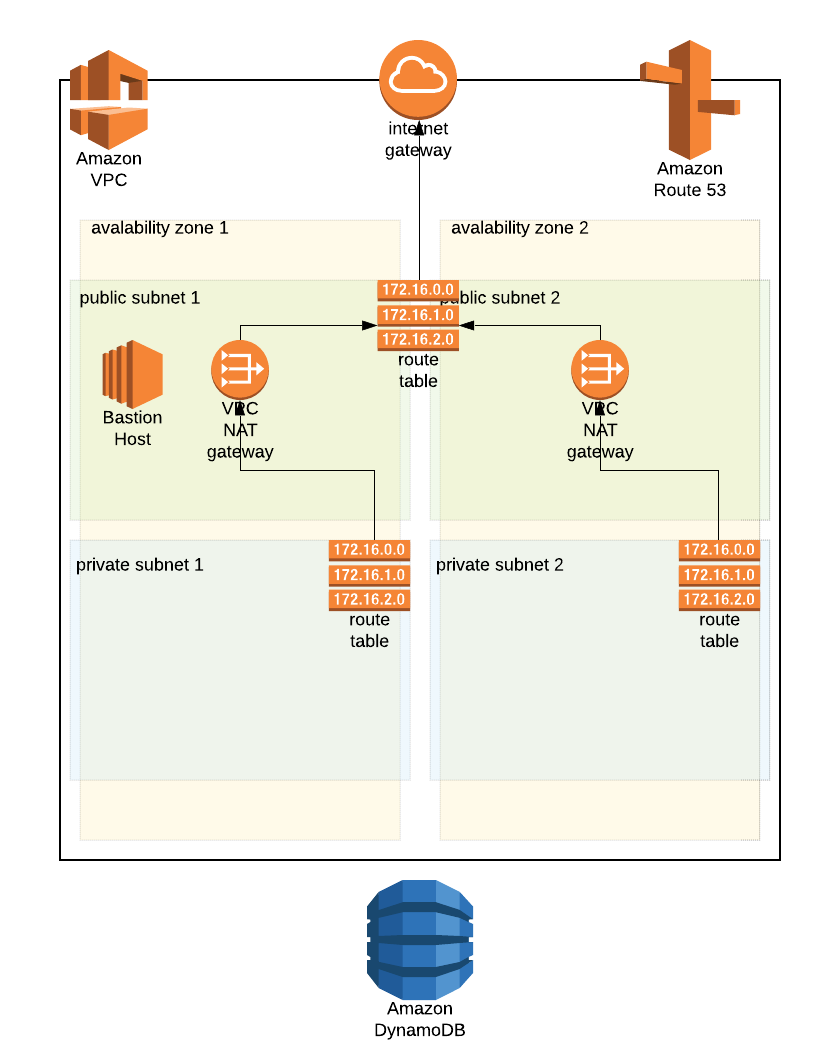 internet
gateway
Amazon
VPC
Amazon
Route 53
avalability zone 1
avalability zone 2
public subnet 1
172.16.0.0
172.16.1.0
172.16.2.0
route
table
public subnet 2
Bastion
Host
VPC
NAT
gateway
VPC
NAT
gateway
private subnet 1
172.16.0.0
172.16.1.0
172.16.2.0
route
table
private subnet 2
172.16.0.0
172.16.1.0
172.16.2.0
route
table
Amazon
DynamoDB